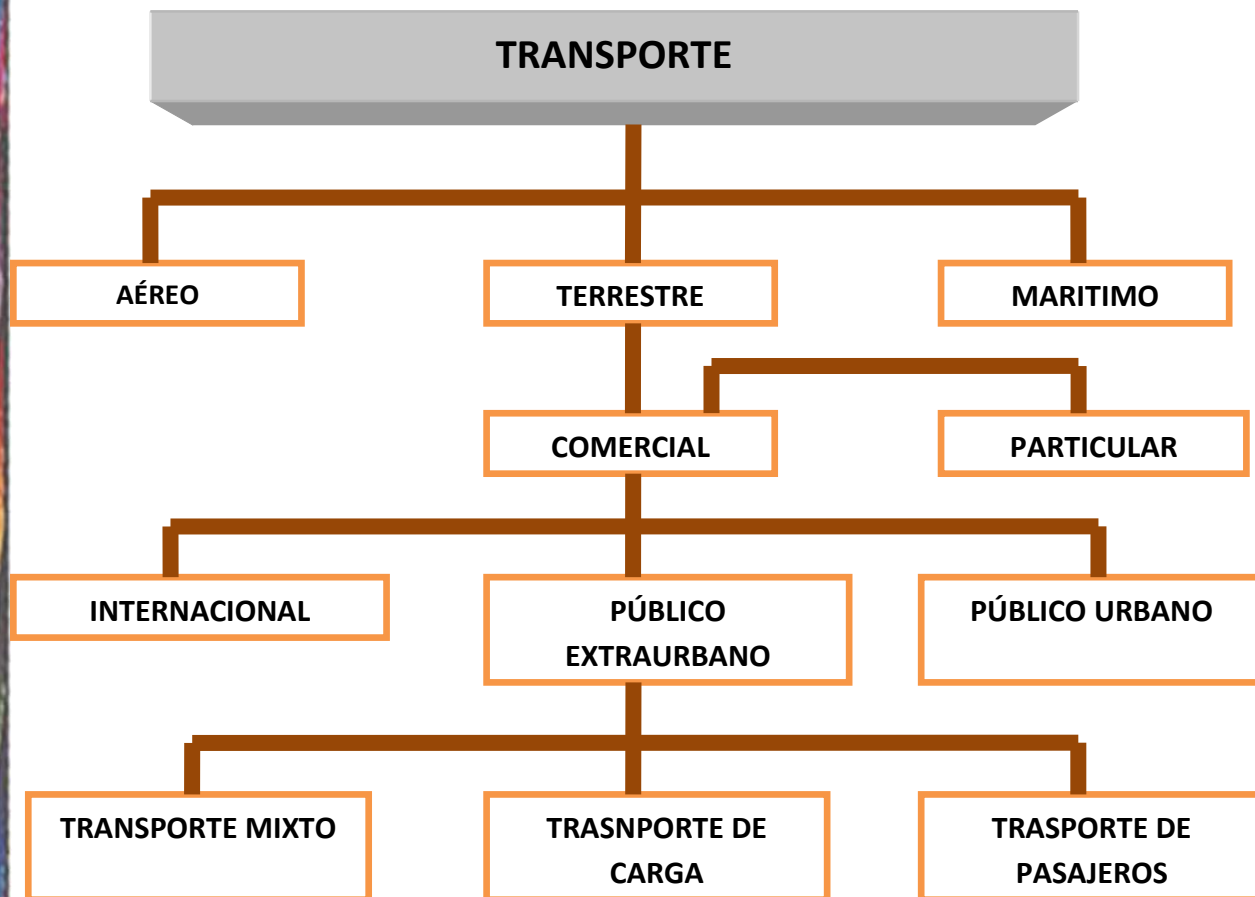 TRANSPORTE
AÉREO
TERRESTRE
MARITIMO
COMERCIAL
PARTICULAR
INTERNACIONAL
PÚBLICO
EXTRAURBANO
PÚBLICO URBANO
TRANSPORTE MIXTO
TRASNPORTE DE
CARGA
TRASPORTE DE
PASAJEROS